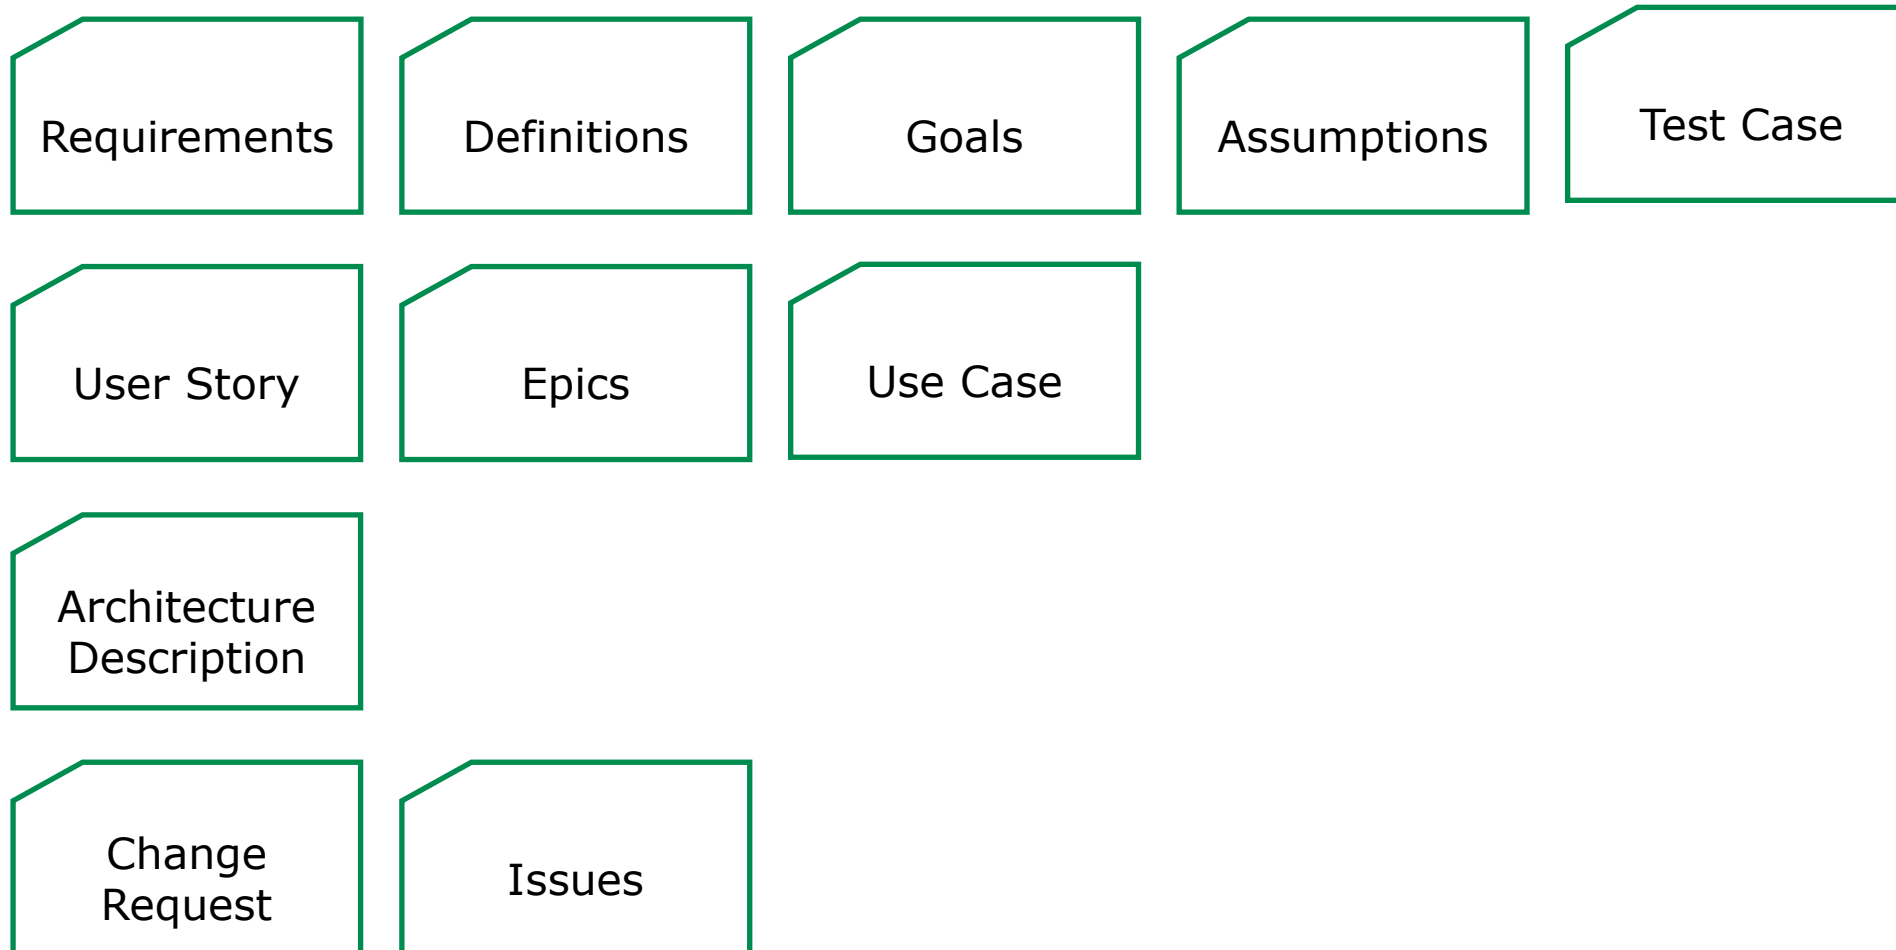 Requirements
Definitions
Goals
Assumptions
Test Case
User Story
Epics
Use Case
Architecture
Description
Change
Request
Issues